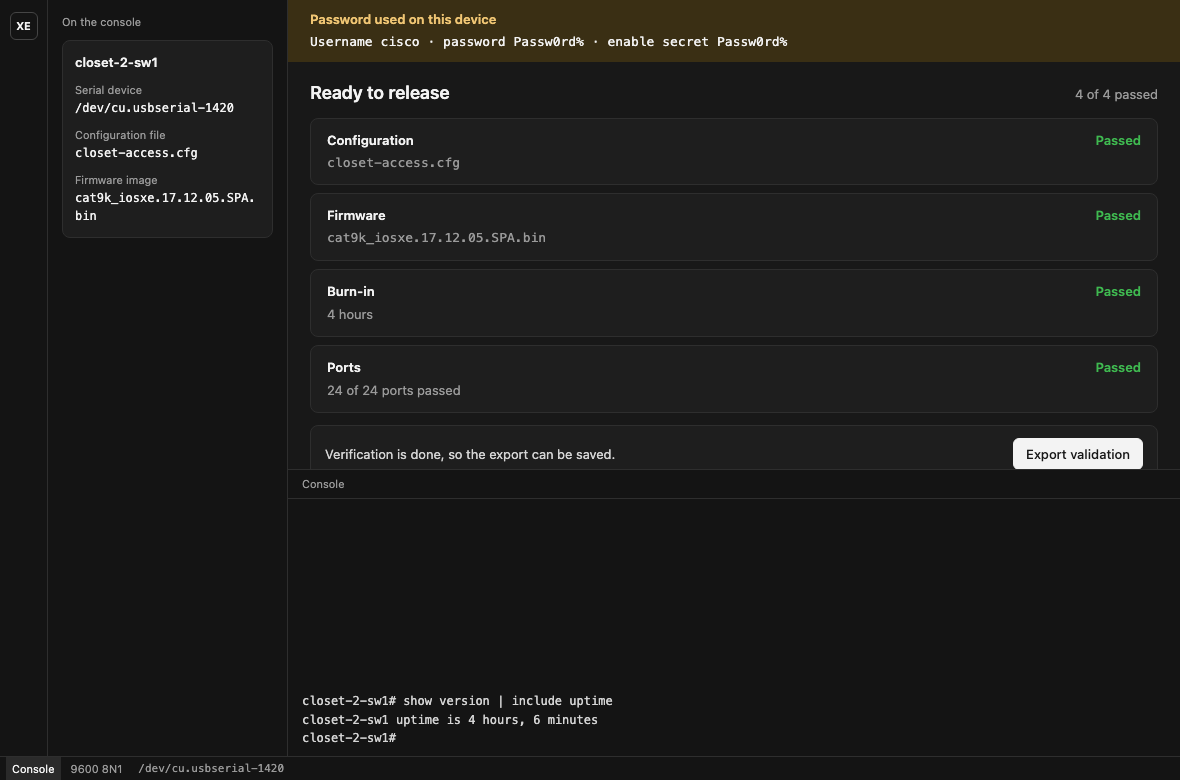 XE
On the console
closet-2-sw1
Serial device
/dev/cu.usbserial-1420
Configuration file
closet-access.cfg
Firmware image
cat9k_iosxe.17.12.05.SPA.
bin
Password used on this device
Username cisco · password Passw0rd% · enable secret Passw0rd%
Ready to release
4 of 4 passed
Configuration
Passed
closet-access.cfg
Firmware
Passed
cat9k_iosxe.17.12.05.SPA.bin
Burn-in
Passed
4 hours
Ports
Passed
24 of 24 ports passed
Verification is done, so the export can be saved.
Export validation
Console
closet-2-sw1# show version | include uptime
closet-2-sw1 uptime is 4 hours, 6 minutes
closet-2-sw1#
Console
9600 8N1
/dev/cu.usbserial-1420